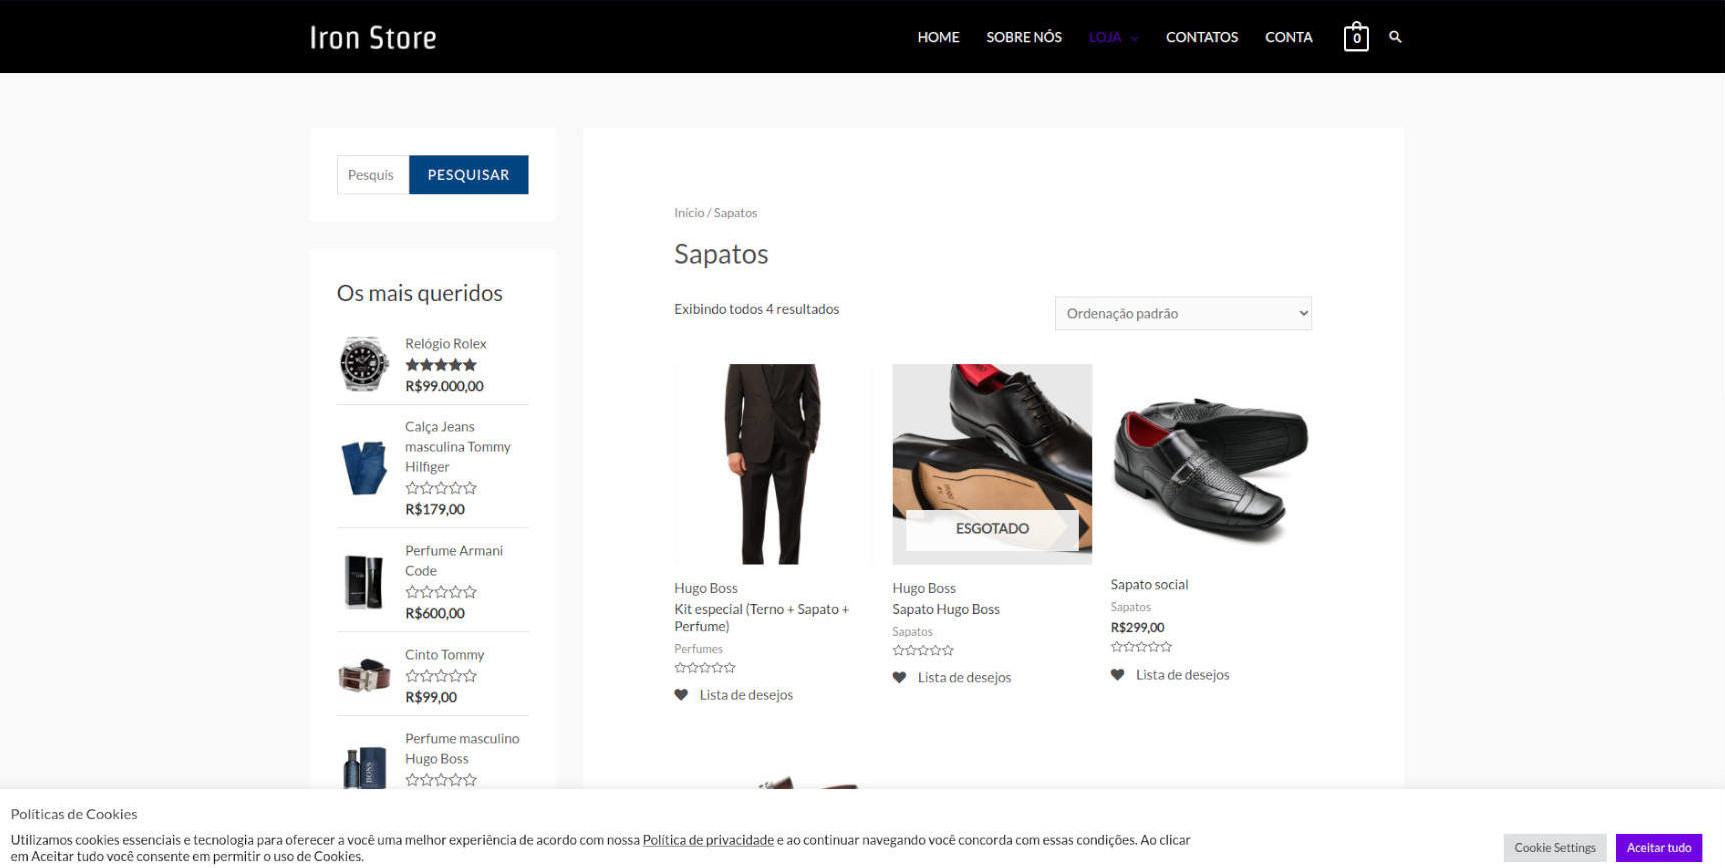 Iron Store
HOME
SOBRE NÓS
LOJA
CONTATOS
CONTA
0
Pesquis
PESQUISAR
Os mais queridos
Relógio Rolex
R$99.000,00
Calça Jeans
masculina Tommy
Hilfiger
R$179,00
Perfume Armani
Code
R$600,00
Cinto Tommy
R$99,00
Perfume masculino
Hugo Boss
Início / Sapatos
Sapatos
Exibindo todos 4 resultados
Ordenação padrão
Hugo Boss
Kit especial (Terno + Sapato +
Perfume)
Perfumes
Lista de desejos
ESGOTADO
Hugo Boss
Sapato Hugo Boss
Sapatos
Lista de desejos
Sapato social
Sapatos
R$299,00
Lista de desejos
Políticas de Cookies
Utilizamos cookies essenciais e tecnologia para oferecer a você uma melhor experiência de acordo com nossa Política de privacidade e ao continuar navegando você concorda com essas condições. Ao clicar
em Aceitar tudo você consente em permitir o uso de Cookies.
Cookie Settings
Aceitar tudo